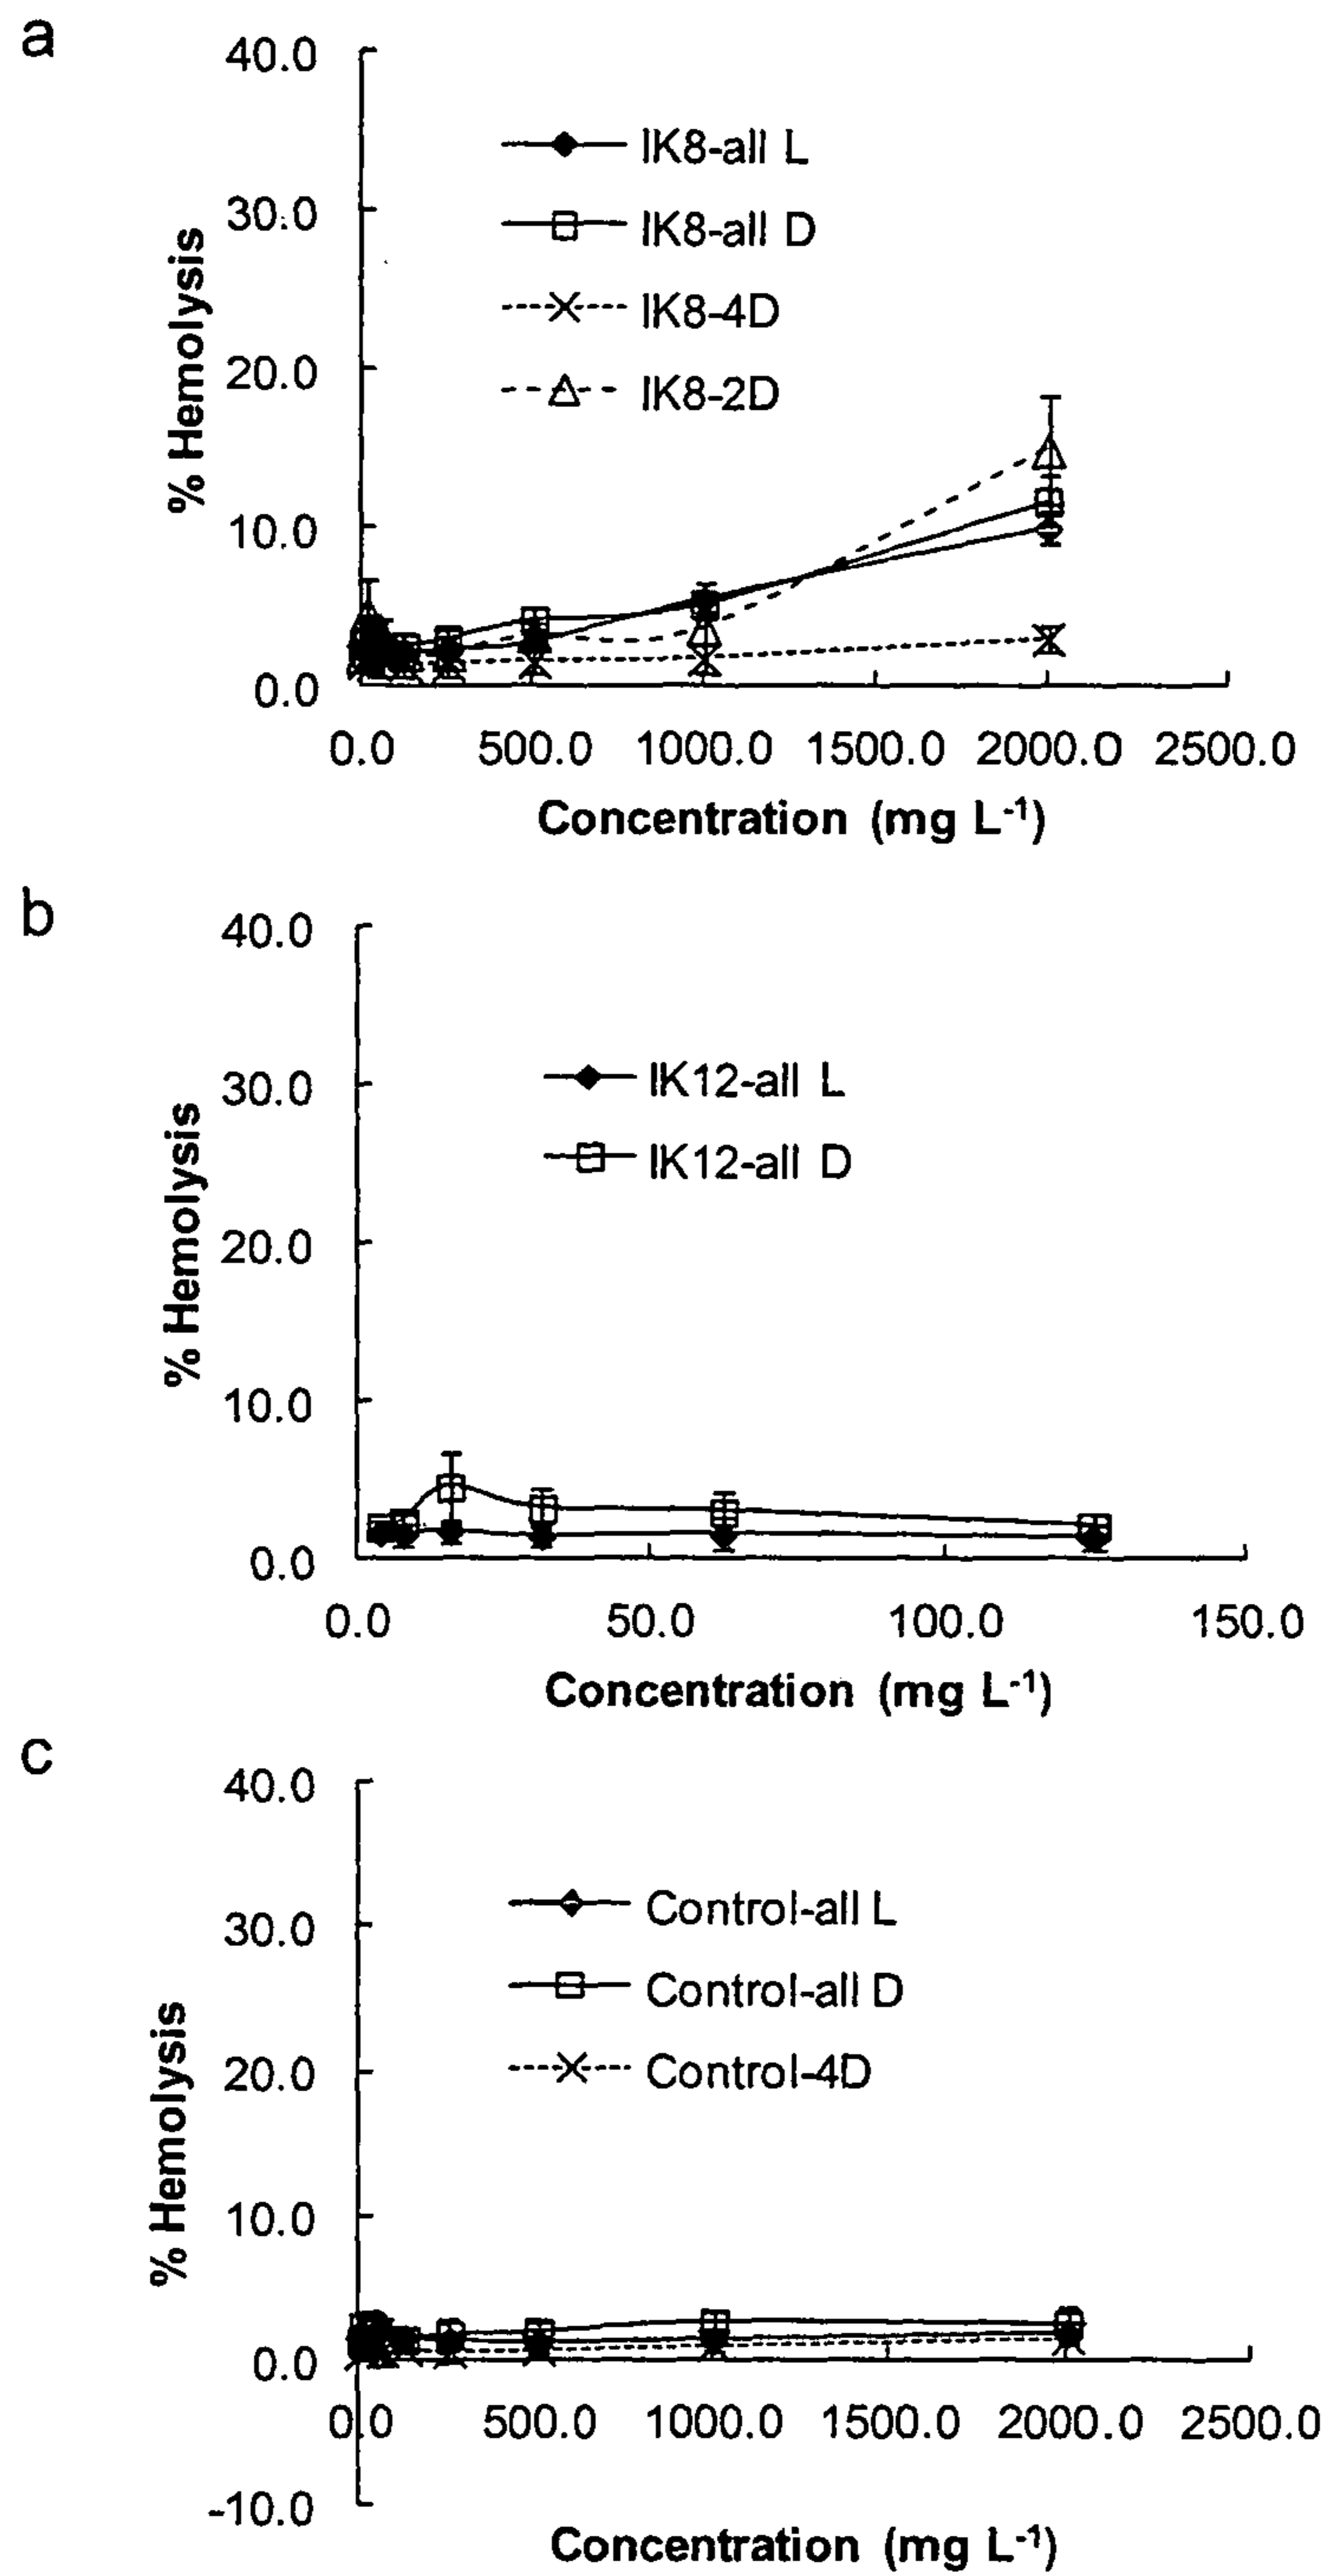 a
40.0
30.0
20.0
10.0
0.0
% Hemolysis
IK8-all L
IK8-all D
IK8-4D
IK8-2D
0.0 500.0 1000.0 1500.0 2000.0 2500.0
Concentration (mg L-1)
b
40.0
30.0
20.0
10.0
0.0
% Hemolysis
IK12-all L
IK12-all D
0.0 50.0 100.0 150.0
Concentration (mg L-1)
c
40.0
30.0
20.0
10.0
0.0
-10.0
% Hemolysis
Control-all L
Control-all D
Control-4D
0.0 500.0 1000.0 1500.0 2000.0 2500.0
Concentration (mg L-1)